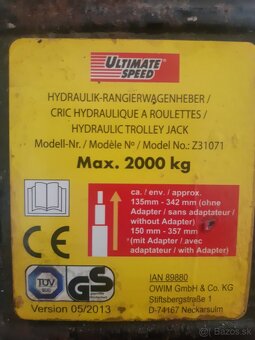 ULTIMATE
SPEED
HYDRAULIK-RANGIERWAGENHEBER /
CRIC HYDRAULIQUE A ROULETTES /
HYDRAULIC TROLLEY JACK
Modell-Nr./ Modèle Nº / Model No.: Z31071
Max. 2000 kg
ca. / env. / approx.
135mm - 342 mm (ohne
Adapter / sans adaptateur /
without Adapter)
150 mm - 357 mm
(mit Adapter / avec
adaptateur / with Adapter)
CE
TÜV
GS
IAN 89880
OWIM GmbH & Co. KG
Stiftsbergstraße 1
D-74167 Neckarsulm
Version 05/2013
Bazos.sk